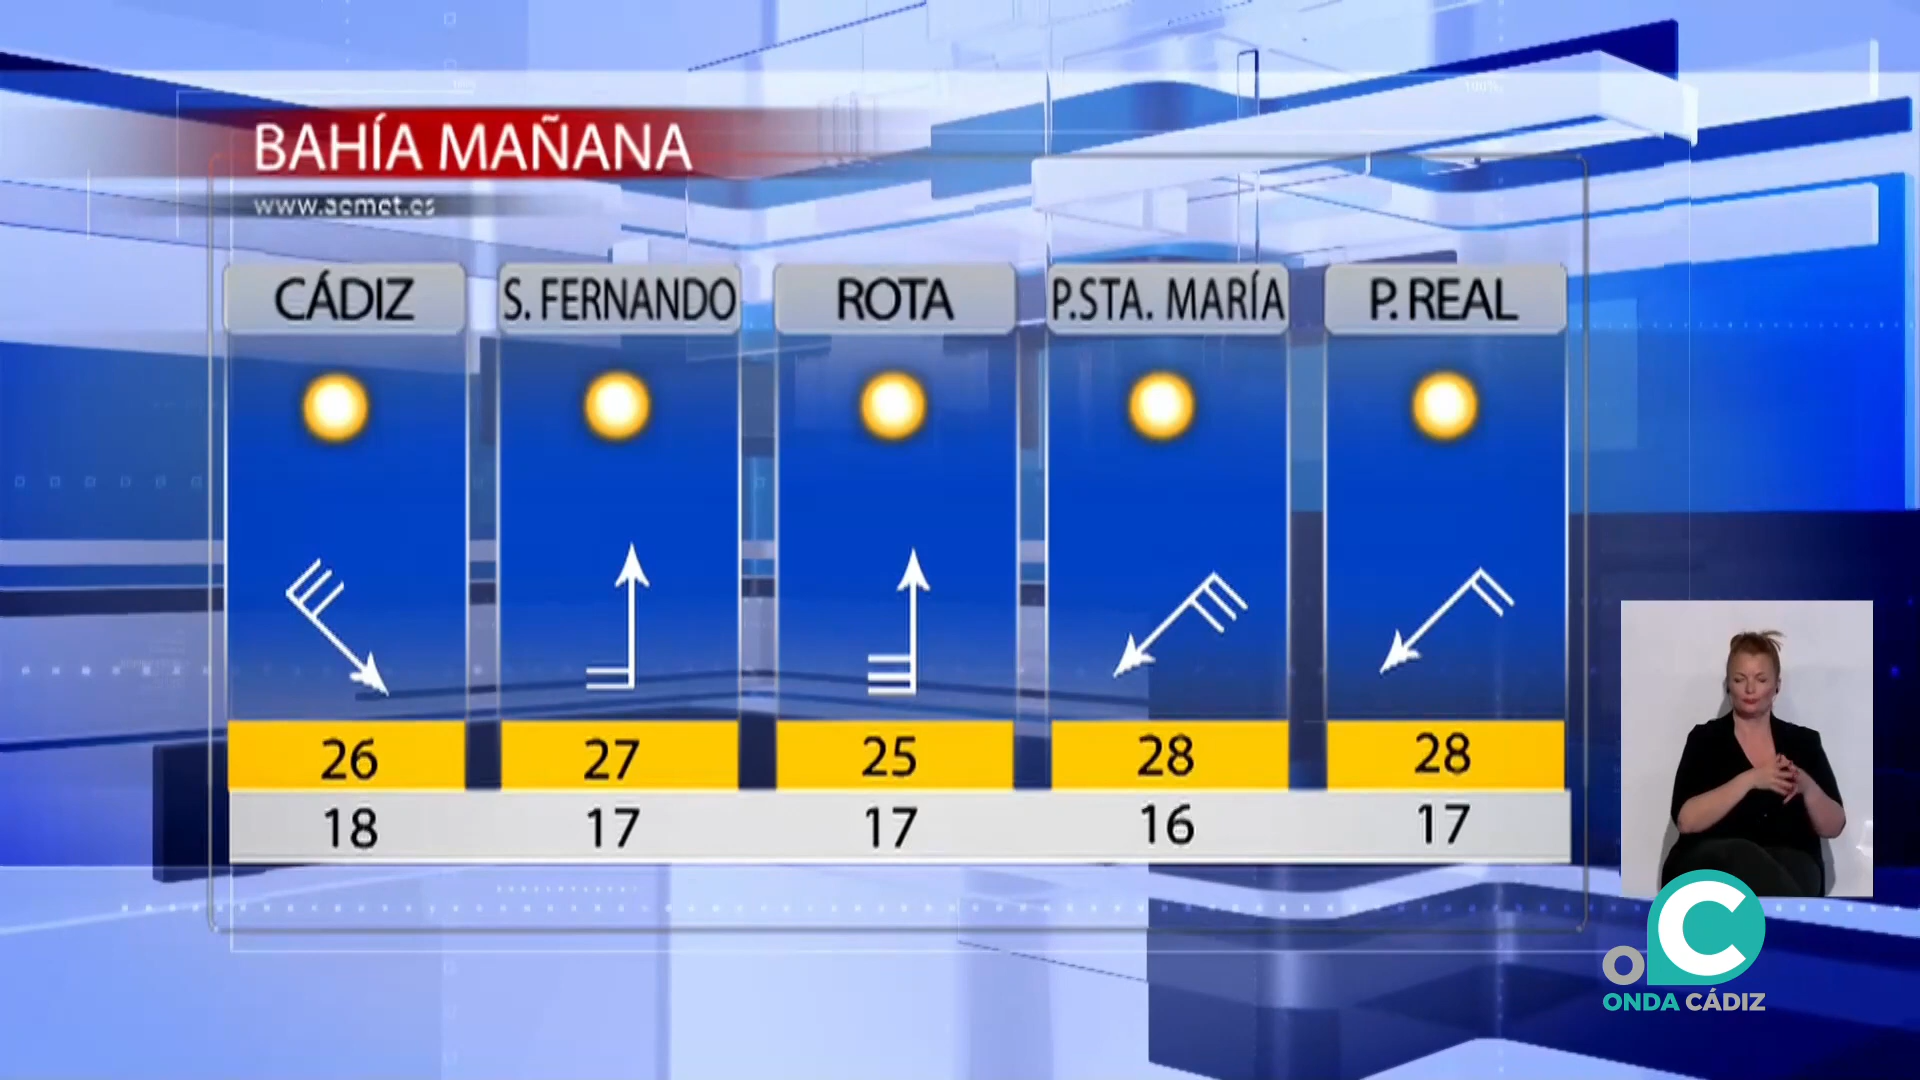 BAHÍA MAÑANA
www.aemet.es
CÁDIZ S. FERNANDO ROTA P.STA. MARÍA P. REAL
26 27 25 28 28
18 17 17 16 17
OC
ONDA CÁDIZ